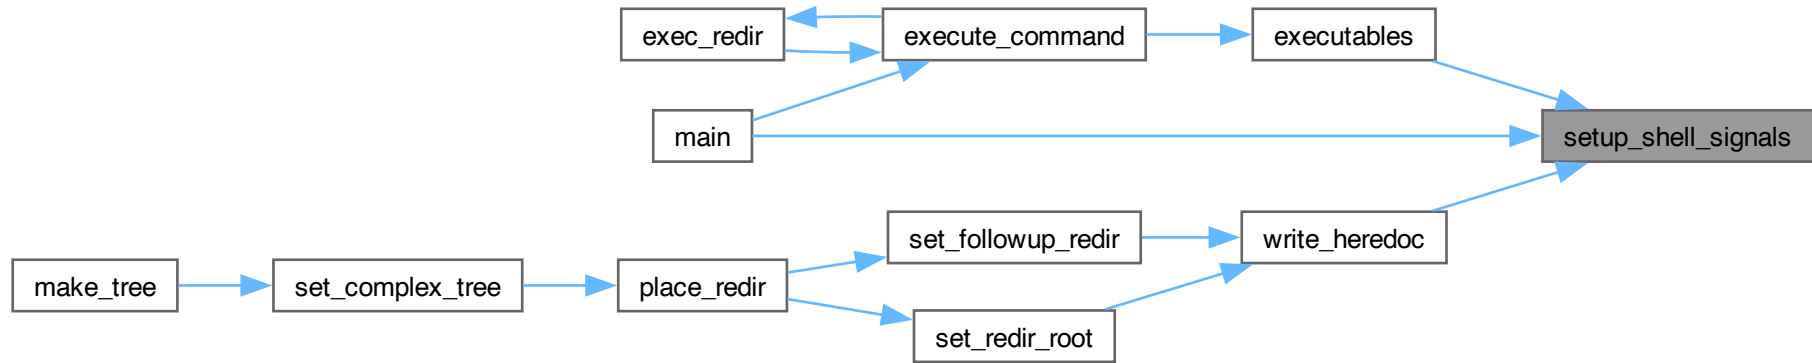 exec_redir
execute_command
executables
main
setup_shell_signals
set_followup_redir
write_heredoc
make_tree
set_complex_tree
place_redir
set_redir_root